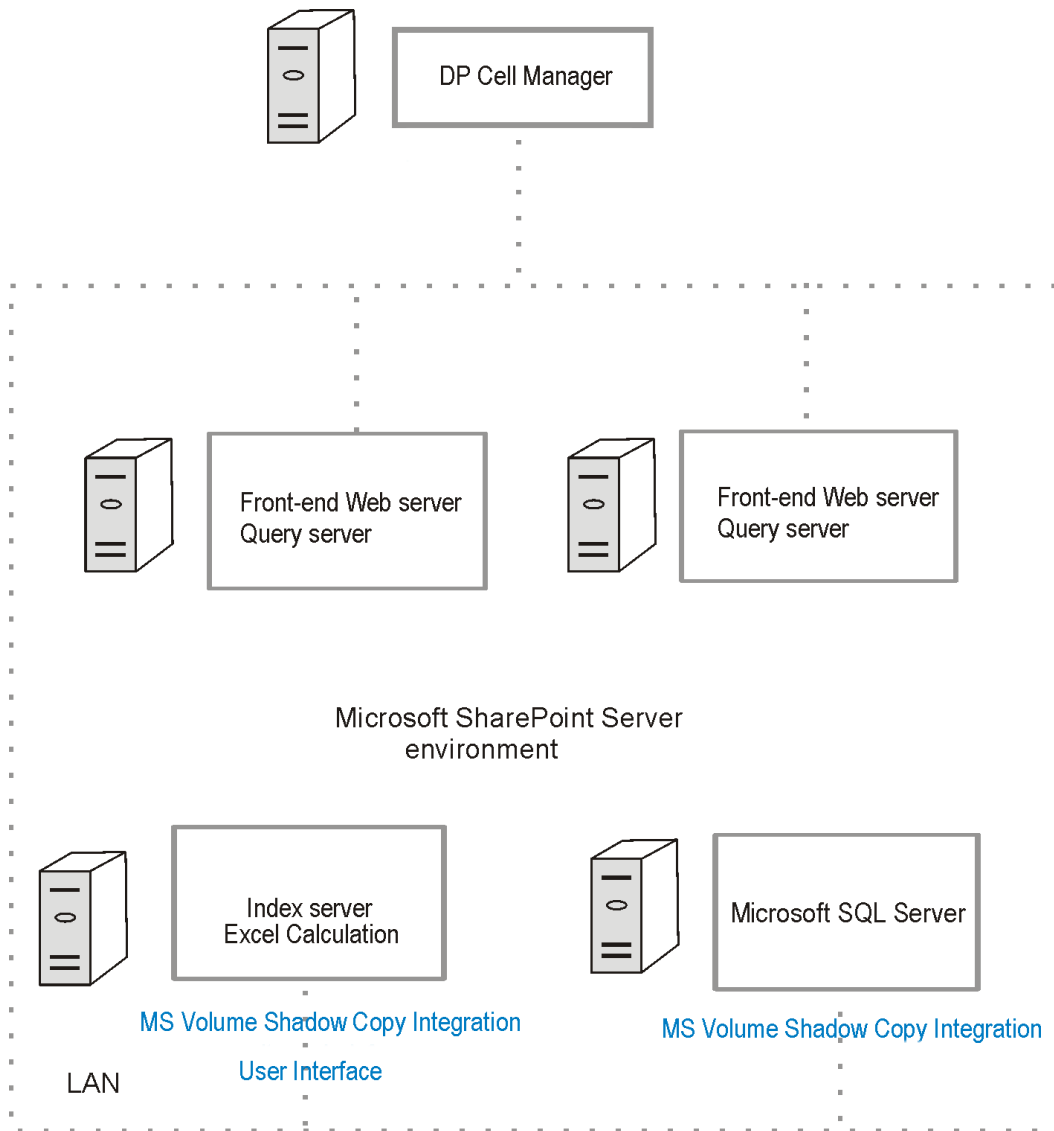 DP Cell Manager
Front-end Web server
Query server
Front-end Web server
Query server
Microsoft SharePoint Server
environment
Index server
Excel Calculation
Microsoft SQL Server
MS Volume Shadow Copy Integration
User Interface
MS Volume Shadow Copy Integration
LAN